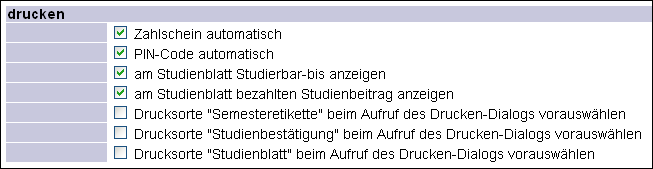 drucken
Zahlschein automatisch
PIN-Code automatisch
am Studienblatt Studierbar-bis anzeigen
am Studienblatt bezahlten Studienbeitrag anzeigen
Drucksorte "Semesteretikette" beim Aufruf des Drucken-Dialogs vorauswählen
Drucksorte "Studienbestätigung" beim Aufruf des Drucken-Dialogs vorauswählen
Drucksorte "Studienblatt" beim Aufruf des Drucken-Dialogs vorauswählen